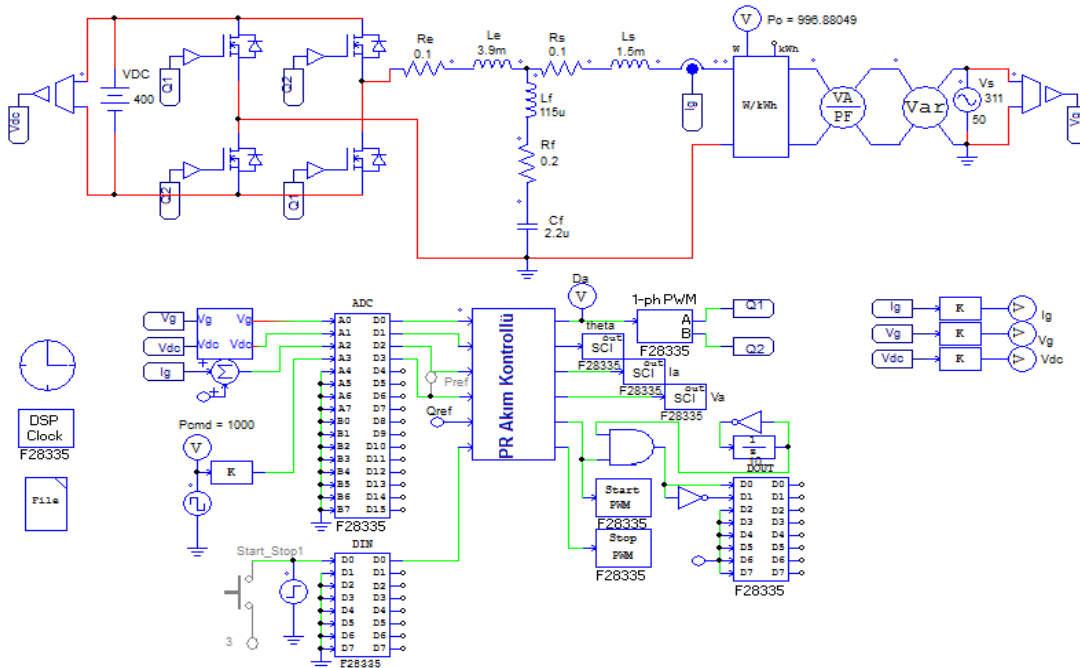 Vdc
VDC
400
Q1
Q2
Q2
Q1
Re
0.1
Le
3.9m
Rs
0.1
Ls
1.5m
Lf
115u
Rf
0.2
Cf
2.2u
Ig
V
Po = 996.88049
W
kWh
W/kWh
VA
PF
Var
Vs
311
50
Vg
Vg
Vdc
Ig
Vg
Vdc
Vg
Vdc
ADC
A0 D0
A1 D1
A2 D2
A3 D3
A4 D4
A5 D5
A6 D6
A7 D7
B0 D8
B1 D9
B2 D10
B3 D11
B4 D12
B5 D13
B6 D14
B7 D15
F28335
Pref
Qref
PR Akım Kontrollü
Da
V
1-ph PWM
A
B
F28335
Q1
Q2
theta
out
SCI
F28335
out
SCI
Ia
F28335
out
SCI
Va
F28335
Ig
K
V
Ig
Vg
K
V
Vg
Vdc
K
V
Vdc
DSP
Clock
F28335
File
Pcmd = 1000
V
K
Start
PWM
F28335
Stop
PWM
F28335
1
s
10
DOUT
D0 D0
D1 D1
D2 D2
D3 D3
D4 D4
D5 D5
D6 D6
D7 D7
F28335
Start_Stop1
3
DIN
D0 D0
D1 D1
D2 D2
D3 D3
D4 D4
D5 D5
D6 D6
D7 D7
F28335